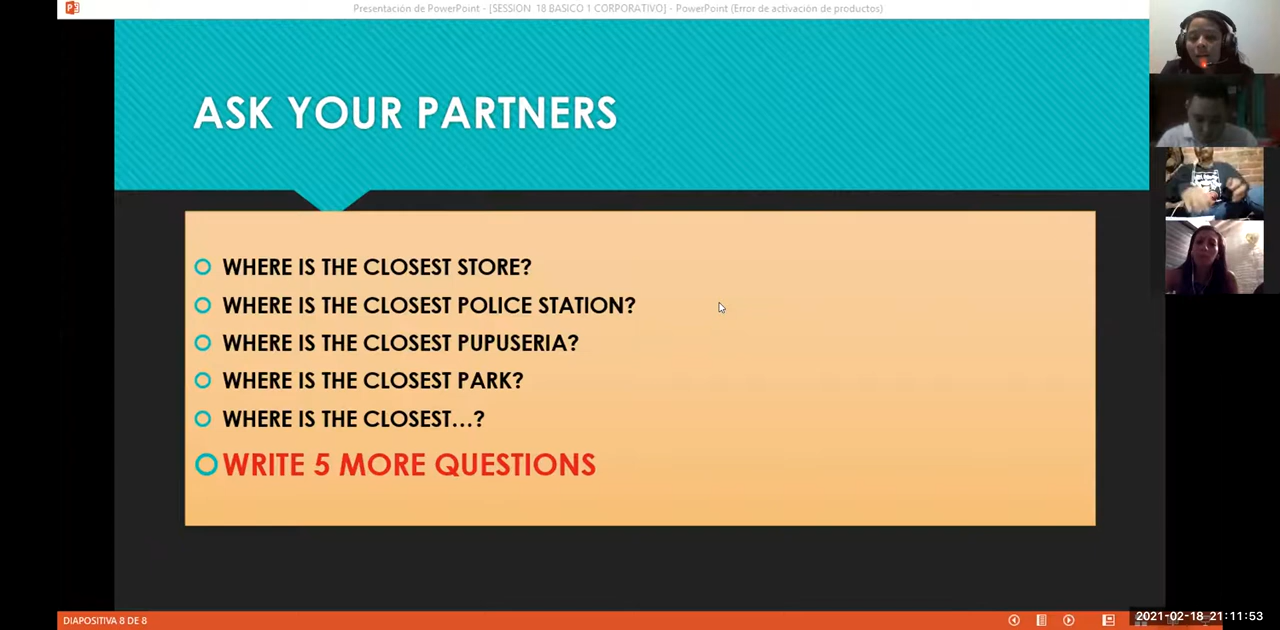 Presentación de PowerPoint - [SESSION 18 BASICO 1 CORPORATIVO] - PowerPoint (Error de activación de productos)
ASK YOUR PARTNERS
WHERE IS THE CLOSEST STORE?
WHERE IS THE CLOSEST POLICE STATION?
WHERE IS THE CLOSEST PUPUSERIA?
WHERE IS THE CLOSEST PARK?
WHERE IS THE CLOSEST...?
WRITE 5 MORE QUESTIONS
DIAPOSITIVA 8 DE 8
2021-02-18 21:11:53